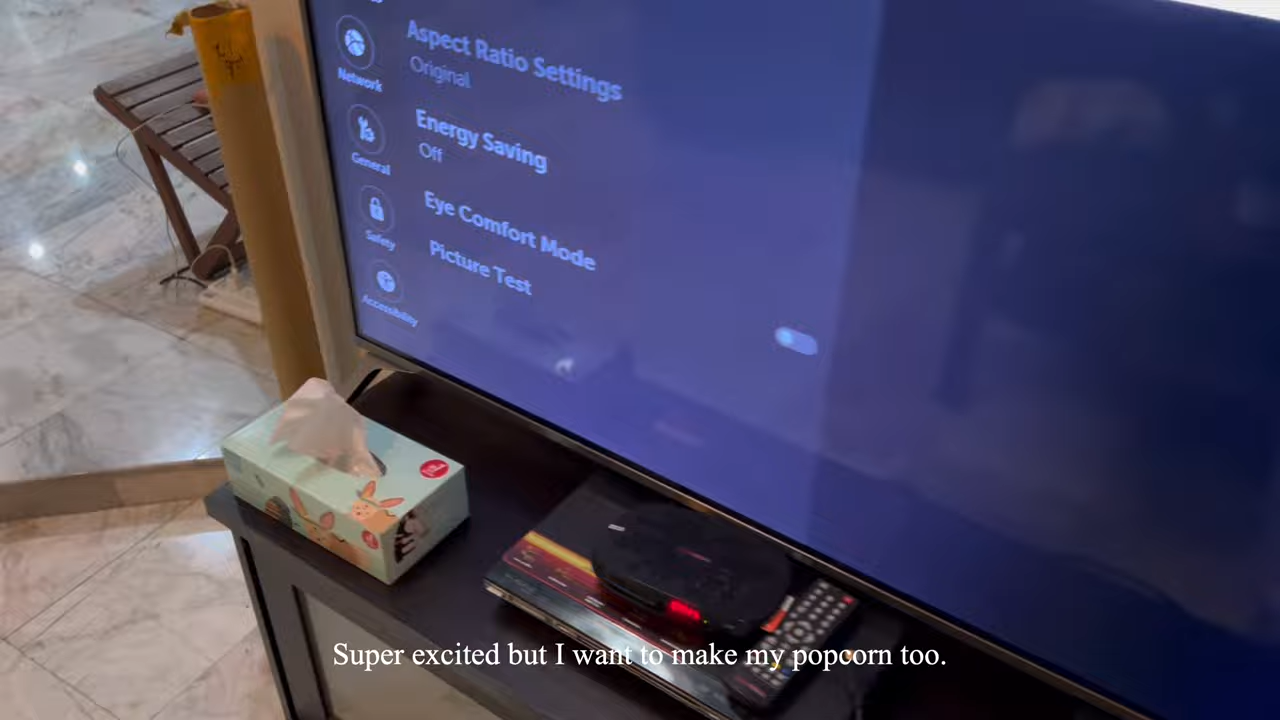 Network
General
Safety
Accessibility
Aspect Ratio Settings
Original
Energy Saving
Off
Eye Comfort Mode
Picture Test
Super excited but I want to make my popcorn too.